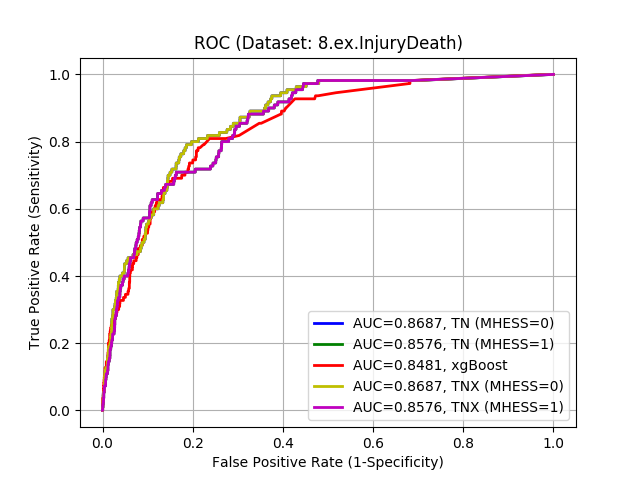 ROC (Dataset: 8.ex.InjuryDeath)
True Positive Rate (Sensitivity)
1.0
0.8
0.6
0.4
0.2
0.0
AUC=0.8687, TN (MHESS=0)
AUC=0.8576, TN (MHESS=1)
AUC=0.8481, xgBoost
AUC=0.8687, TNX (MHESS=0)
AUC=0.8576, TNX (MHESS=1)
0.0 0.2 0.4 0.6 0.8 1.0
False Positive Rate (1-Specificity)